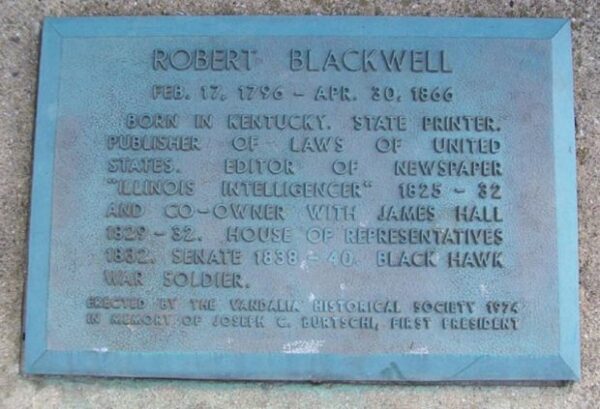 ROBERT BLACKWELL
FEB. 17, 1796 - APR. 30, 1866
BORN IN KENTUCKY. STATE PRINTER.
PUBLISHER OF LAWS OF UNITED
STATES. EDITOR OF NEWSPAPER
"ILLINOIS INTELLIGENCER" 1825 - 32
AND CO-OWNER WITH JAMES HALL
1829 - 32. HOUSE OF REPRESENTATIVES
1832. SENATE 1838 - 40. BLACK HAWK
WAR SOLDIER.
ERECTED BY THE VANDALIA HISTORICAL SOCIETY 1974
IN MEMORY OF JOSEPH C. BURTSCHI, FIRST PRESIDENT